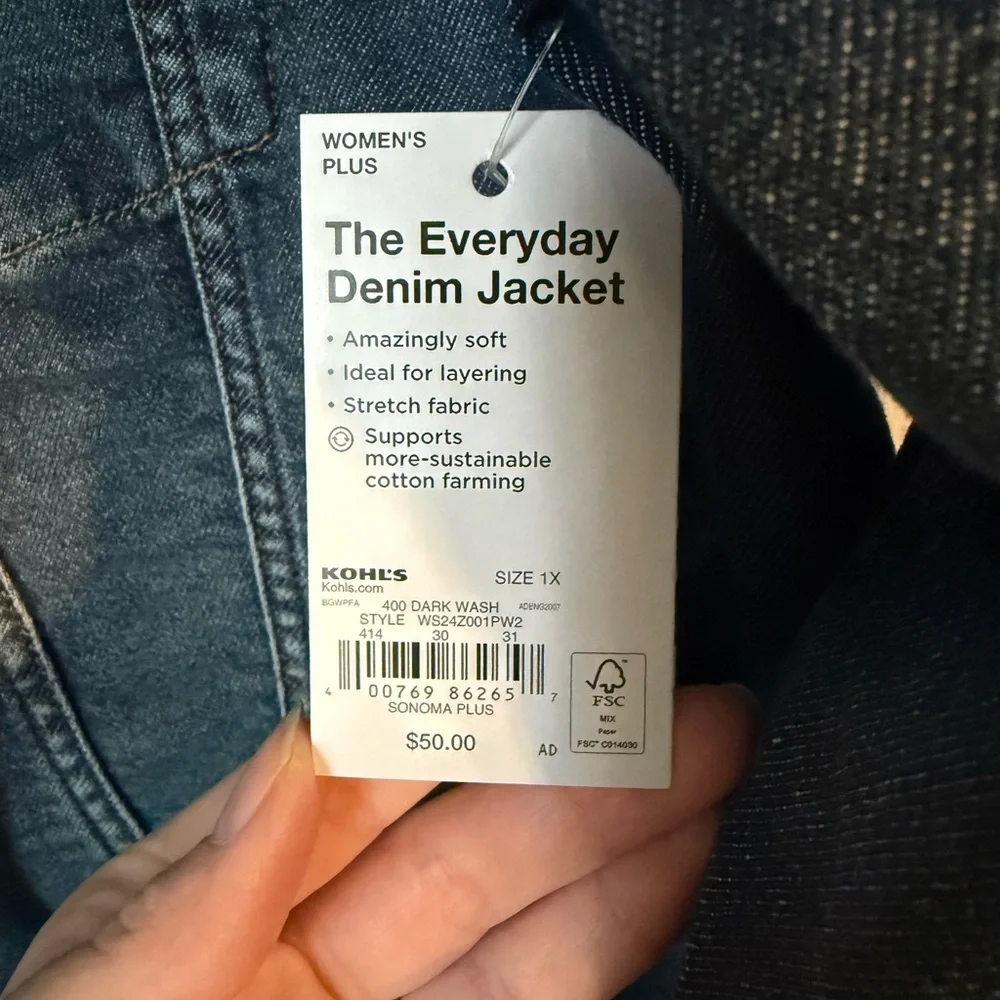 WOMEN'S
PLUS
The Everyday
Denim Jacket
• Amazingly soft
• Ideal for layering
• Stretch fabric
Supports
more-sustainable
cotton farming
KOHL'S
Kohls.com
SIZE 1X
BGWPFA 400 DARK WASH ADENG2007
STYLE WS24Z001PW2
414 30 31
4 00769 86265 7
SONOMA PLUS
$50.00
AD
FSC
MIX
Paper
FSC™ C014030